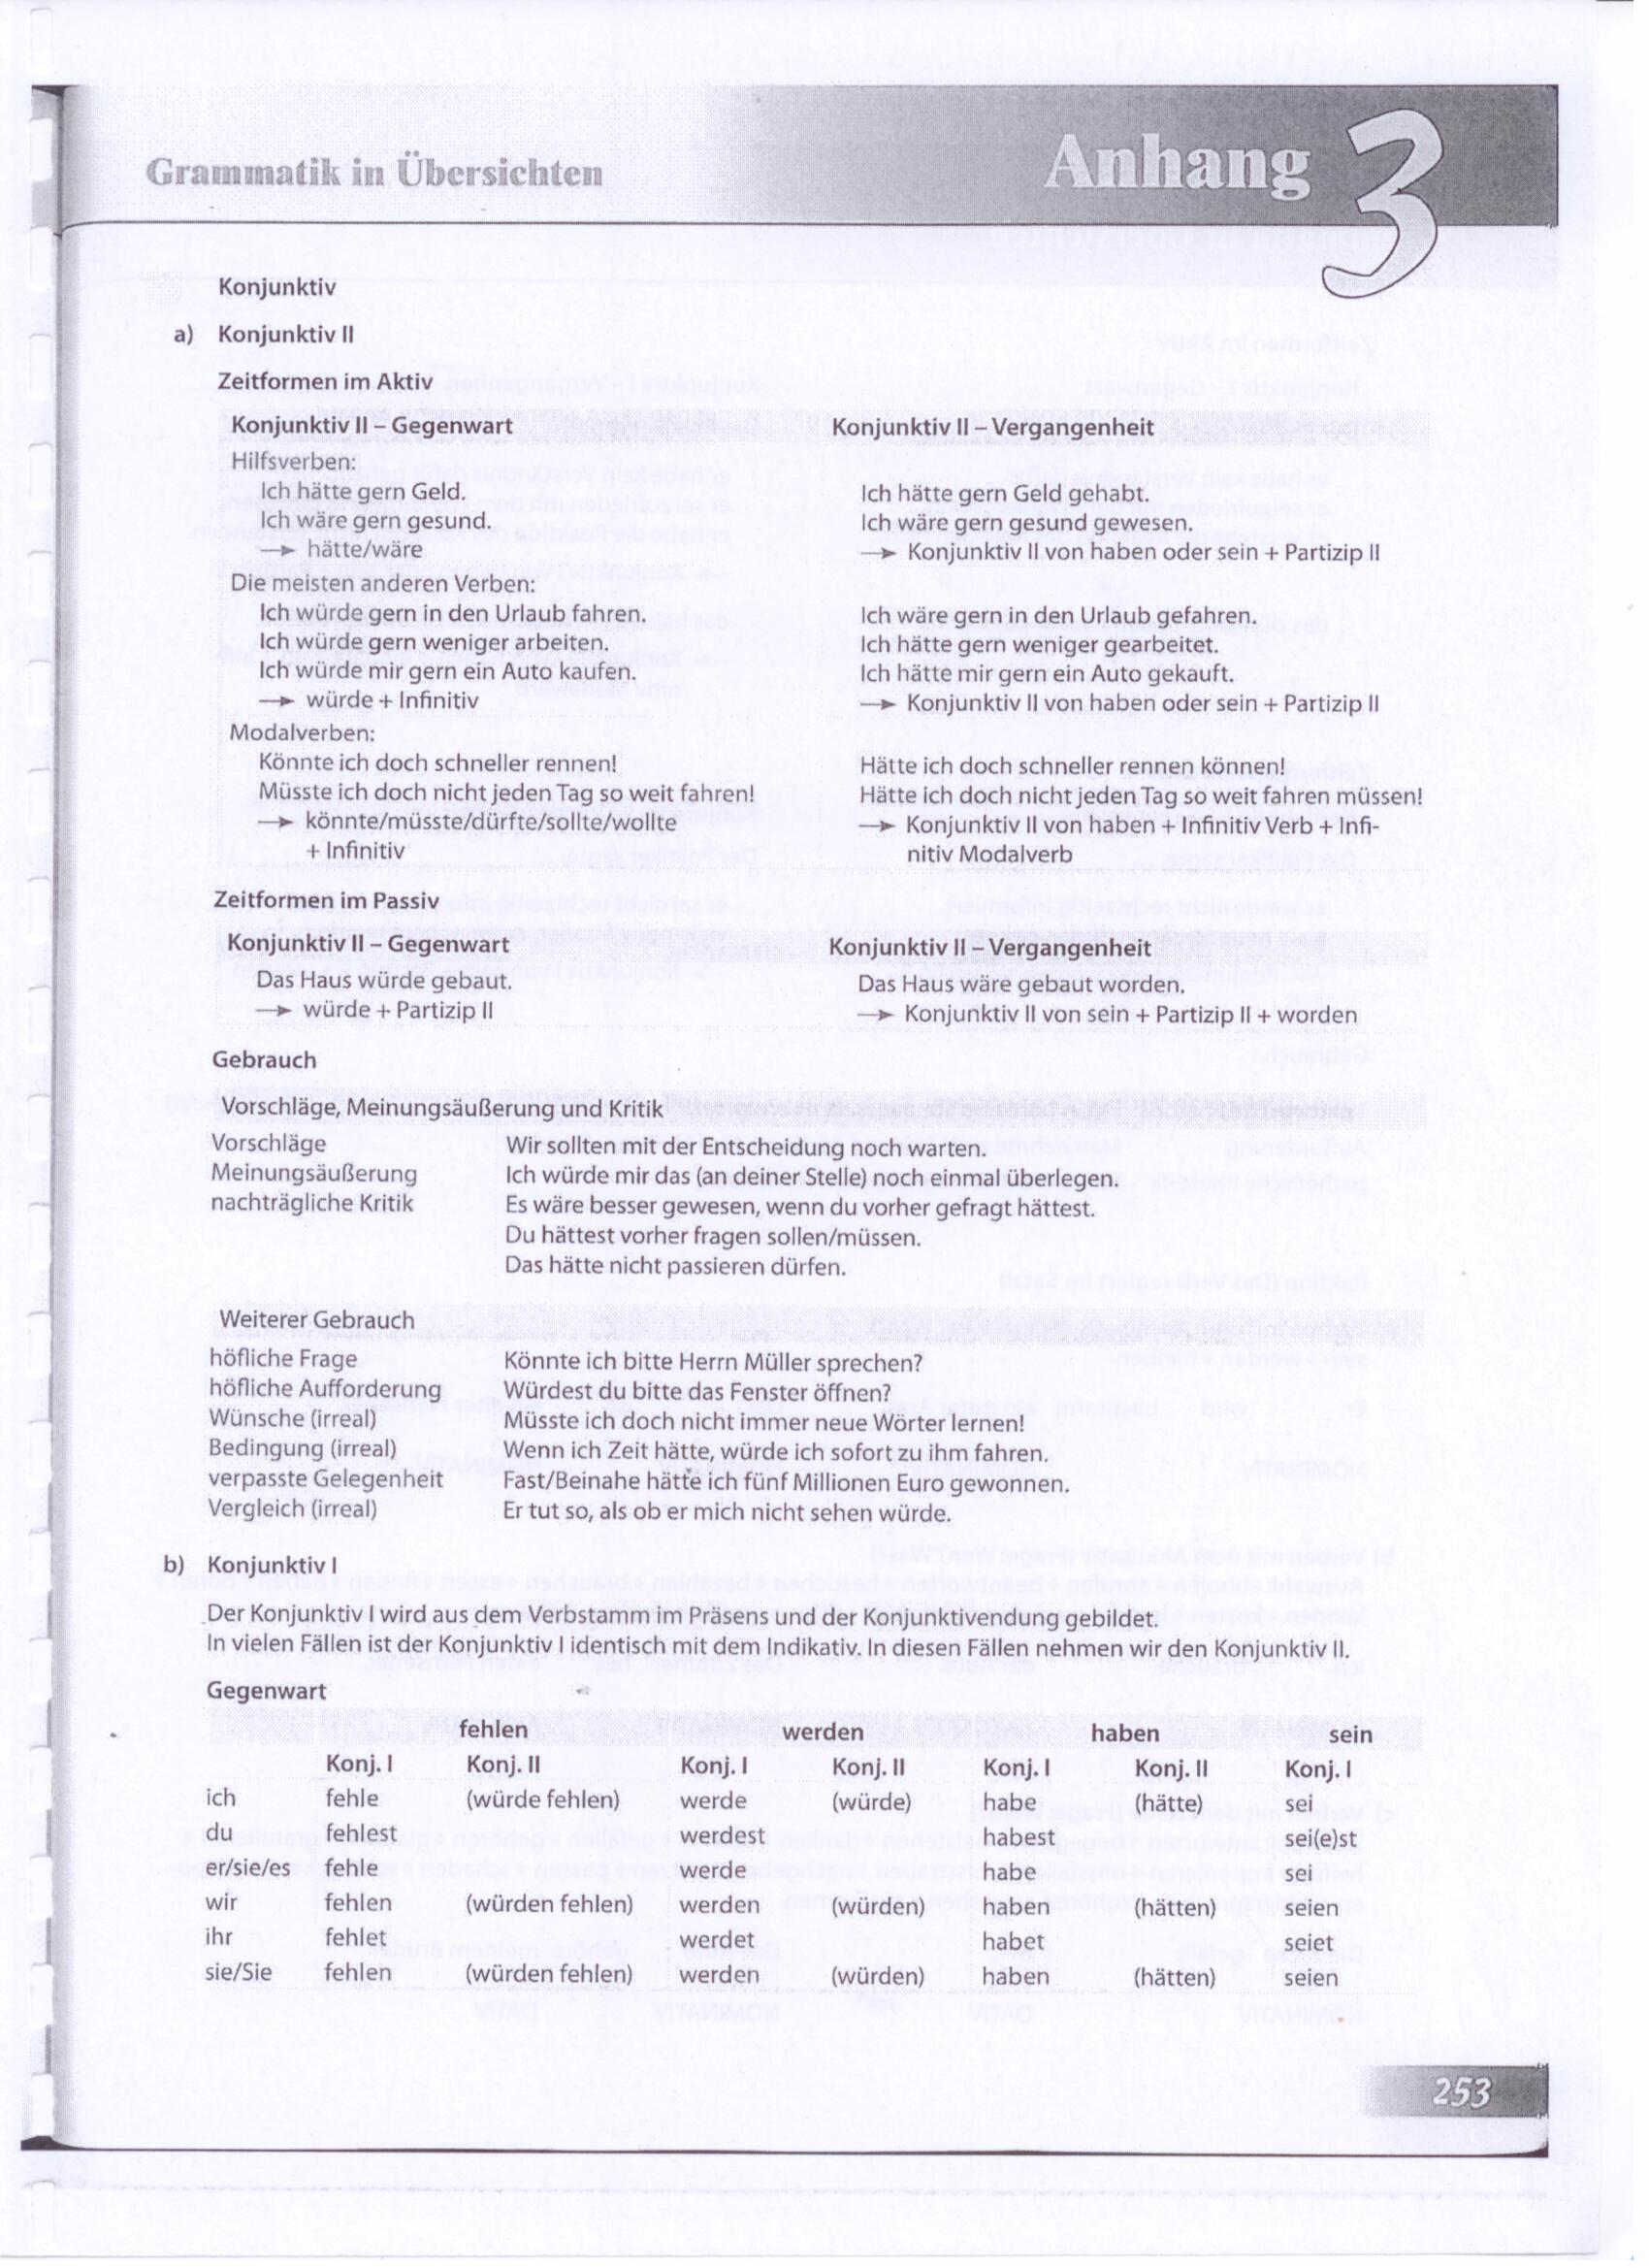 Grammatik in Übersichten
Anhang 3
Konjunktiv
a) Konjunktiv II
Zeitformen im Aktiv
Konjunktiv II – Gegenwart Konjunktiv II – Vergangenheit
Hilfsverben:
Ich hätte gern Geld. Ich hätte gern Geld gehabt.
Ich wäre gern gesund. Ich wäre gern gesund gewesen.
→ hätte/wäre → Konjunktiv II von haben oder sein + Partizip II
Die meisten anderen Verben:
Ich würde gern in den Urlaub fahren. Ich wäre gern in den Urlaub gefahren.
Ich würde gern weniger arbeiten. Ich hätte gern weniger gearbeitet.
Ich würde mir gern ein Auto kaufen. Ich hätte mir gern ein Auto gekauft.
→ würde + Infinitiv → Konjunktiv II von haben oder sein + Partizip II
Modalverben:
Könnte ich doch schneller rennen! Hätte ich doch schneller rennen können!
Müsste ich doch nicht jeden Tag so weit fahren! Hätte ich doch nicht jeden Tag so weit fahren müssen!
→ könnte/müsste/dürfte/sollte/wollte → Konjunktiv II von haben + Infinitiv Verb + Infi-
+ Infinitiv nitiv Modalverb
Zeitformen im Passiv
Konjunktiv II – Gegenwart Konjunktiv II – Vergangenheit
Das Haus würde gebaut. Das Haus wäre gebaut worden.
→ würde + Partizip II → Konjunktiv II von sein + Partizip II + worden
Gebrauch
Vorschläge, Meinungsäußerung und Kritik
Vorschläge Wir sollten mit der Entscheidung noch warten.
Meinungsäußerung Ich würde mir das (an deiner Stelle) noch einmal überlegen.
nachträgliche Kritik Es wäre besser gewesen, wenn du vorher gefragt hättest.
Du hättest vorher fragen sollen/müssen.
Das hätte nicht passieren dürfen.
Weiterer Gebrauch
höfliche Frage Könnte ich bitte Herrn Müller sprechen?
höfliche Aufforderung Würdest du bitte das Fenster öffnen?
Wünsche (irreal) Müsste ich doch nicht immer neue Wörter lernen!
Bedingung (irreal) Wenn ich Zeit hätte, würde ich sofort zu ihm fahren.
verpasste Gelegenheit Fast/Beinahe hätte ich fünf Millionen Euro gewonnen.
Vergleich (irreal) Er tut so, als ob er mich nicht sehen würde.
b) Konjunktiv I
Der Konjunktiv I wird aus dem Verbstamm im Präsens und der Konjunktivendung gebildet.
In vielen Fällen ist der Konjunktiv I identisch mit dem Indikativ. In diesen Fällen nehmen wir den Konjunktiv II.
Gegenwart
fehlen werden haben sein
Konj. I Konj. II Konj. I Konj. II Konj. I Konj. II Konj. I
ich fehle (würde fehlen) werde (würde) habe (hätte) sei
du fehlest werdest habest sei(e)st
er/sie/es fehle werde habe sei
wir fehlen (würden fehlen) werden (würden) haben (hätten) seien
ihr fehlet werdet habet seiet
sie/Sie fehlen (würden fehlen) werden (würden) haben (hätten) seien
253